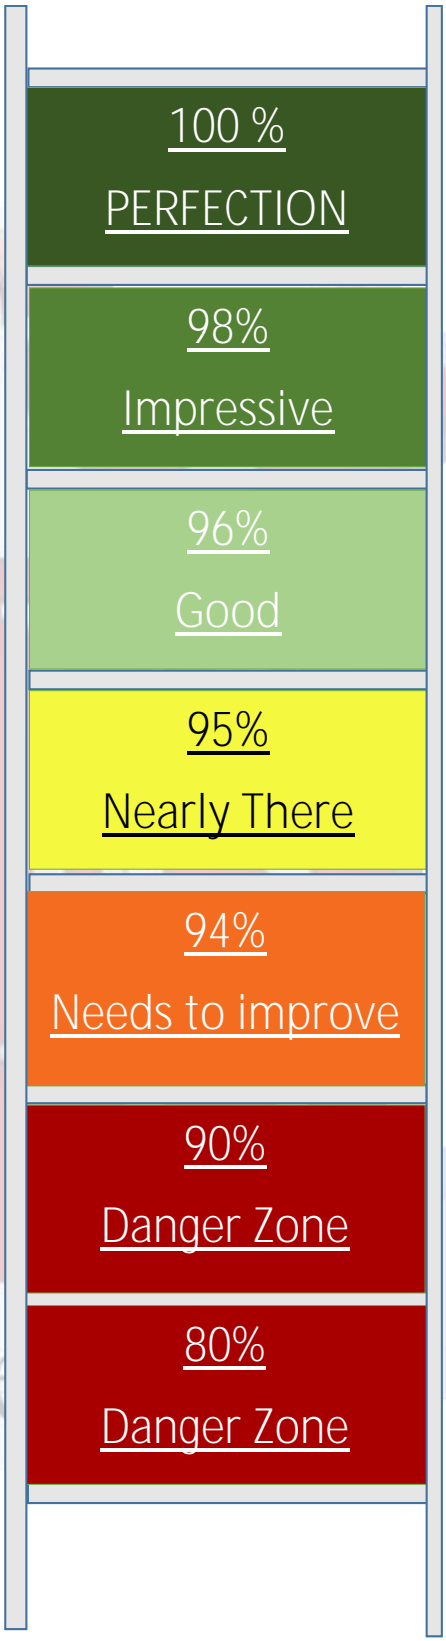 100 %
PERFECTION
98%
Impressive
96%
Good
95%
Nearly There
94%
Needs to improve
90%
Danger Zone
80%
Danger Zone